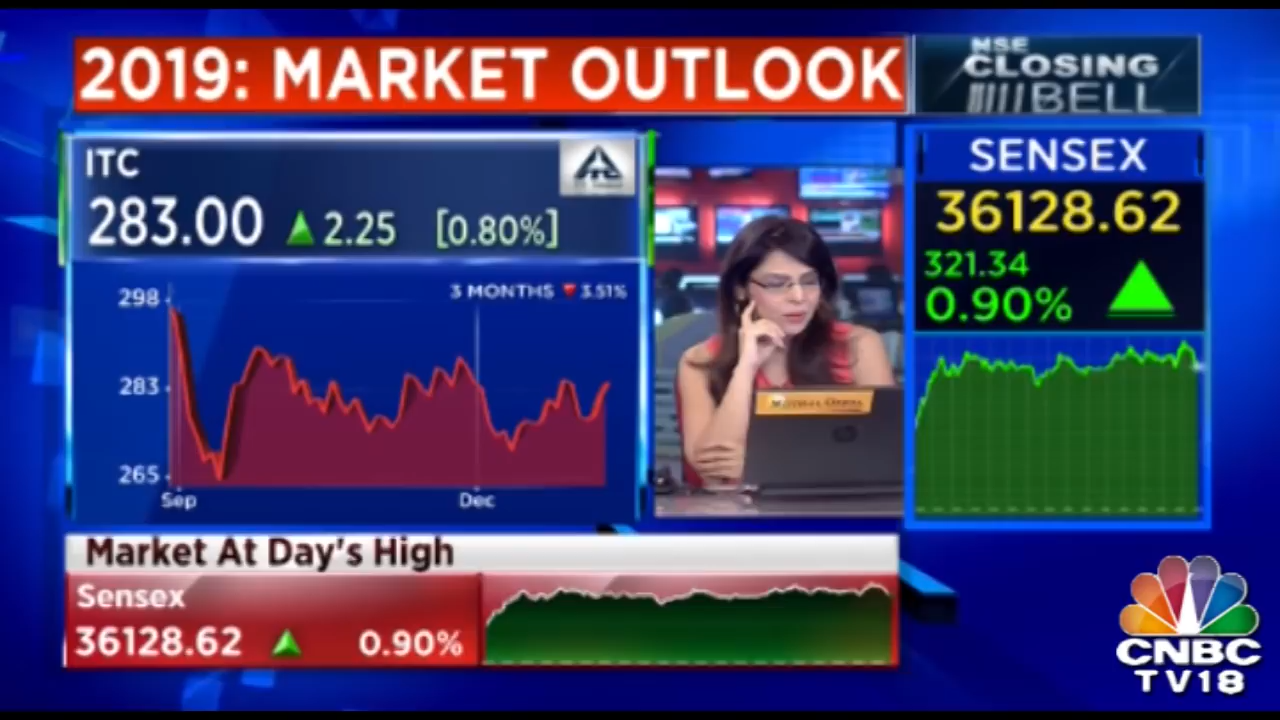 2019: MARKET OUTLOOK
NSE
CLOSING
BELL
ITC
283.00 ▲ 2.25 [0.80%]
3 MONTHS ▼ 3.51%
298
283
265
Sep Dec
SENSEX
36128.62
321.34
0.90%
Market At Day's High
Sensex
36128.62 ▲ 0.90%
CNBC
TV18